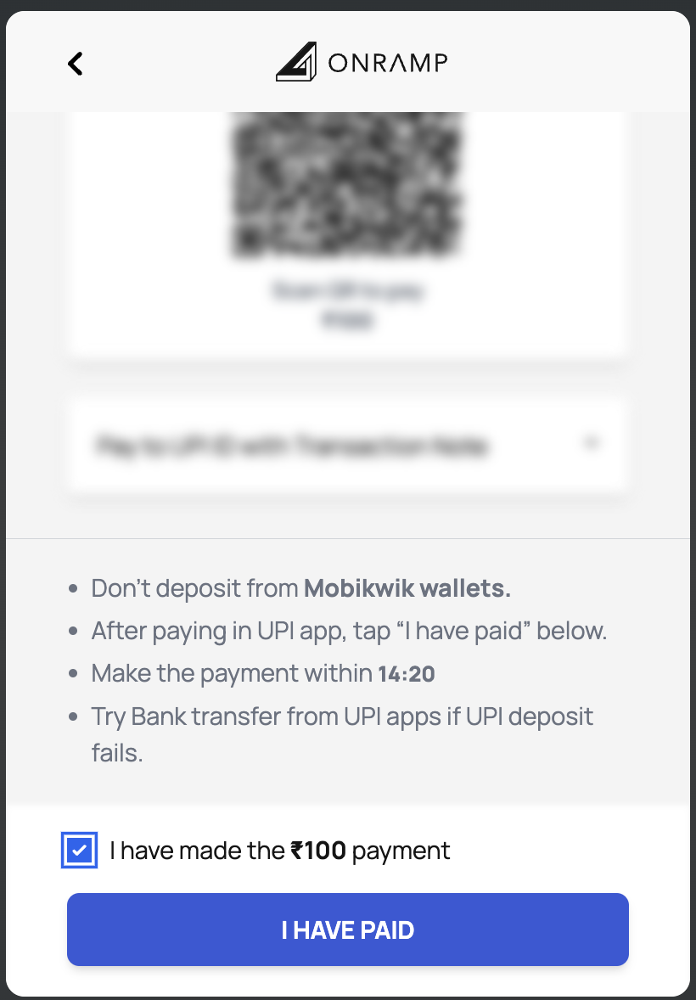 ONRAMP
Scan QR to pay
Pay to UPI ID with Transaction Note
Don't deposit from Mobikwik wallets.
After paying in UPI app, tap “I have paid” below.
Make the payment within 14:20
Try Bank transfer from UPI apps if UPI deposit
fails.
I have made the ₹100 payment
I HAVE PAID